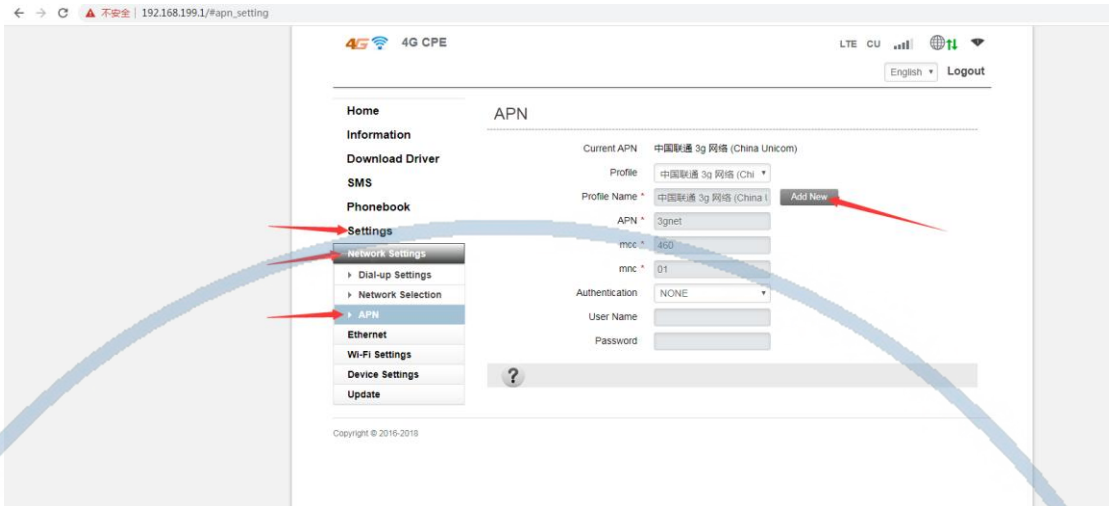 不安全 | 192.168.199.1/#apn_setting
4G 4G CPE
LTE CU
English Logout
Home
Information
Download Driver
SMS
Phonebook
Settings
Network Settings
Dial-up Settings
Network Selection
APN
Ethernet
Wi-Fi Settings
Device Settings
Update
APN
Current APN 中国联通 3g 网络 (China Unicom)
Profile 中国联通 3g 网络 (Chi
Profile Name * 中国联通 3g 网络 (China U Add New
APN * 3gnet
mcc * 460
mnc * 01
Authentication NONE
User Name
Password
?
Copyright © 2016-2018